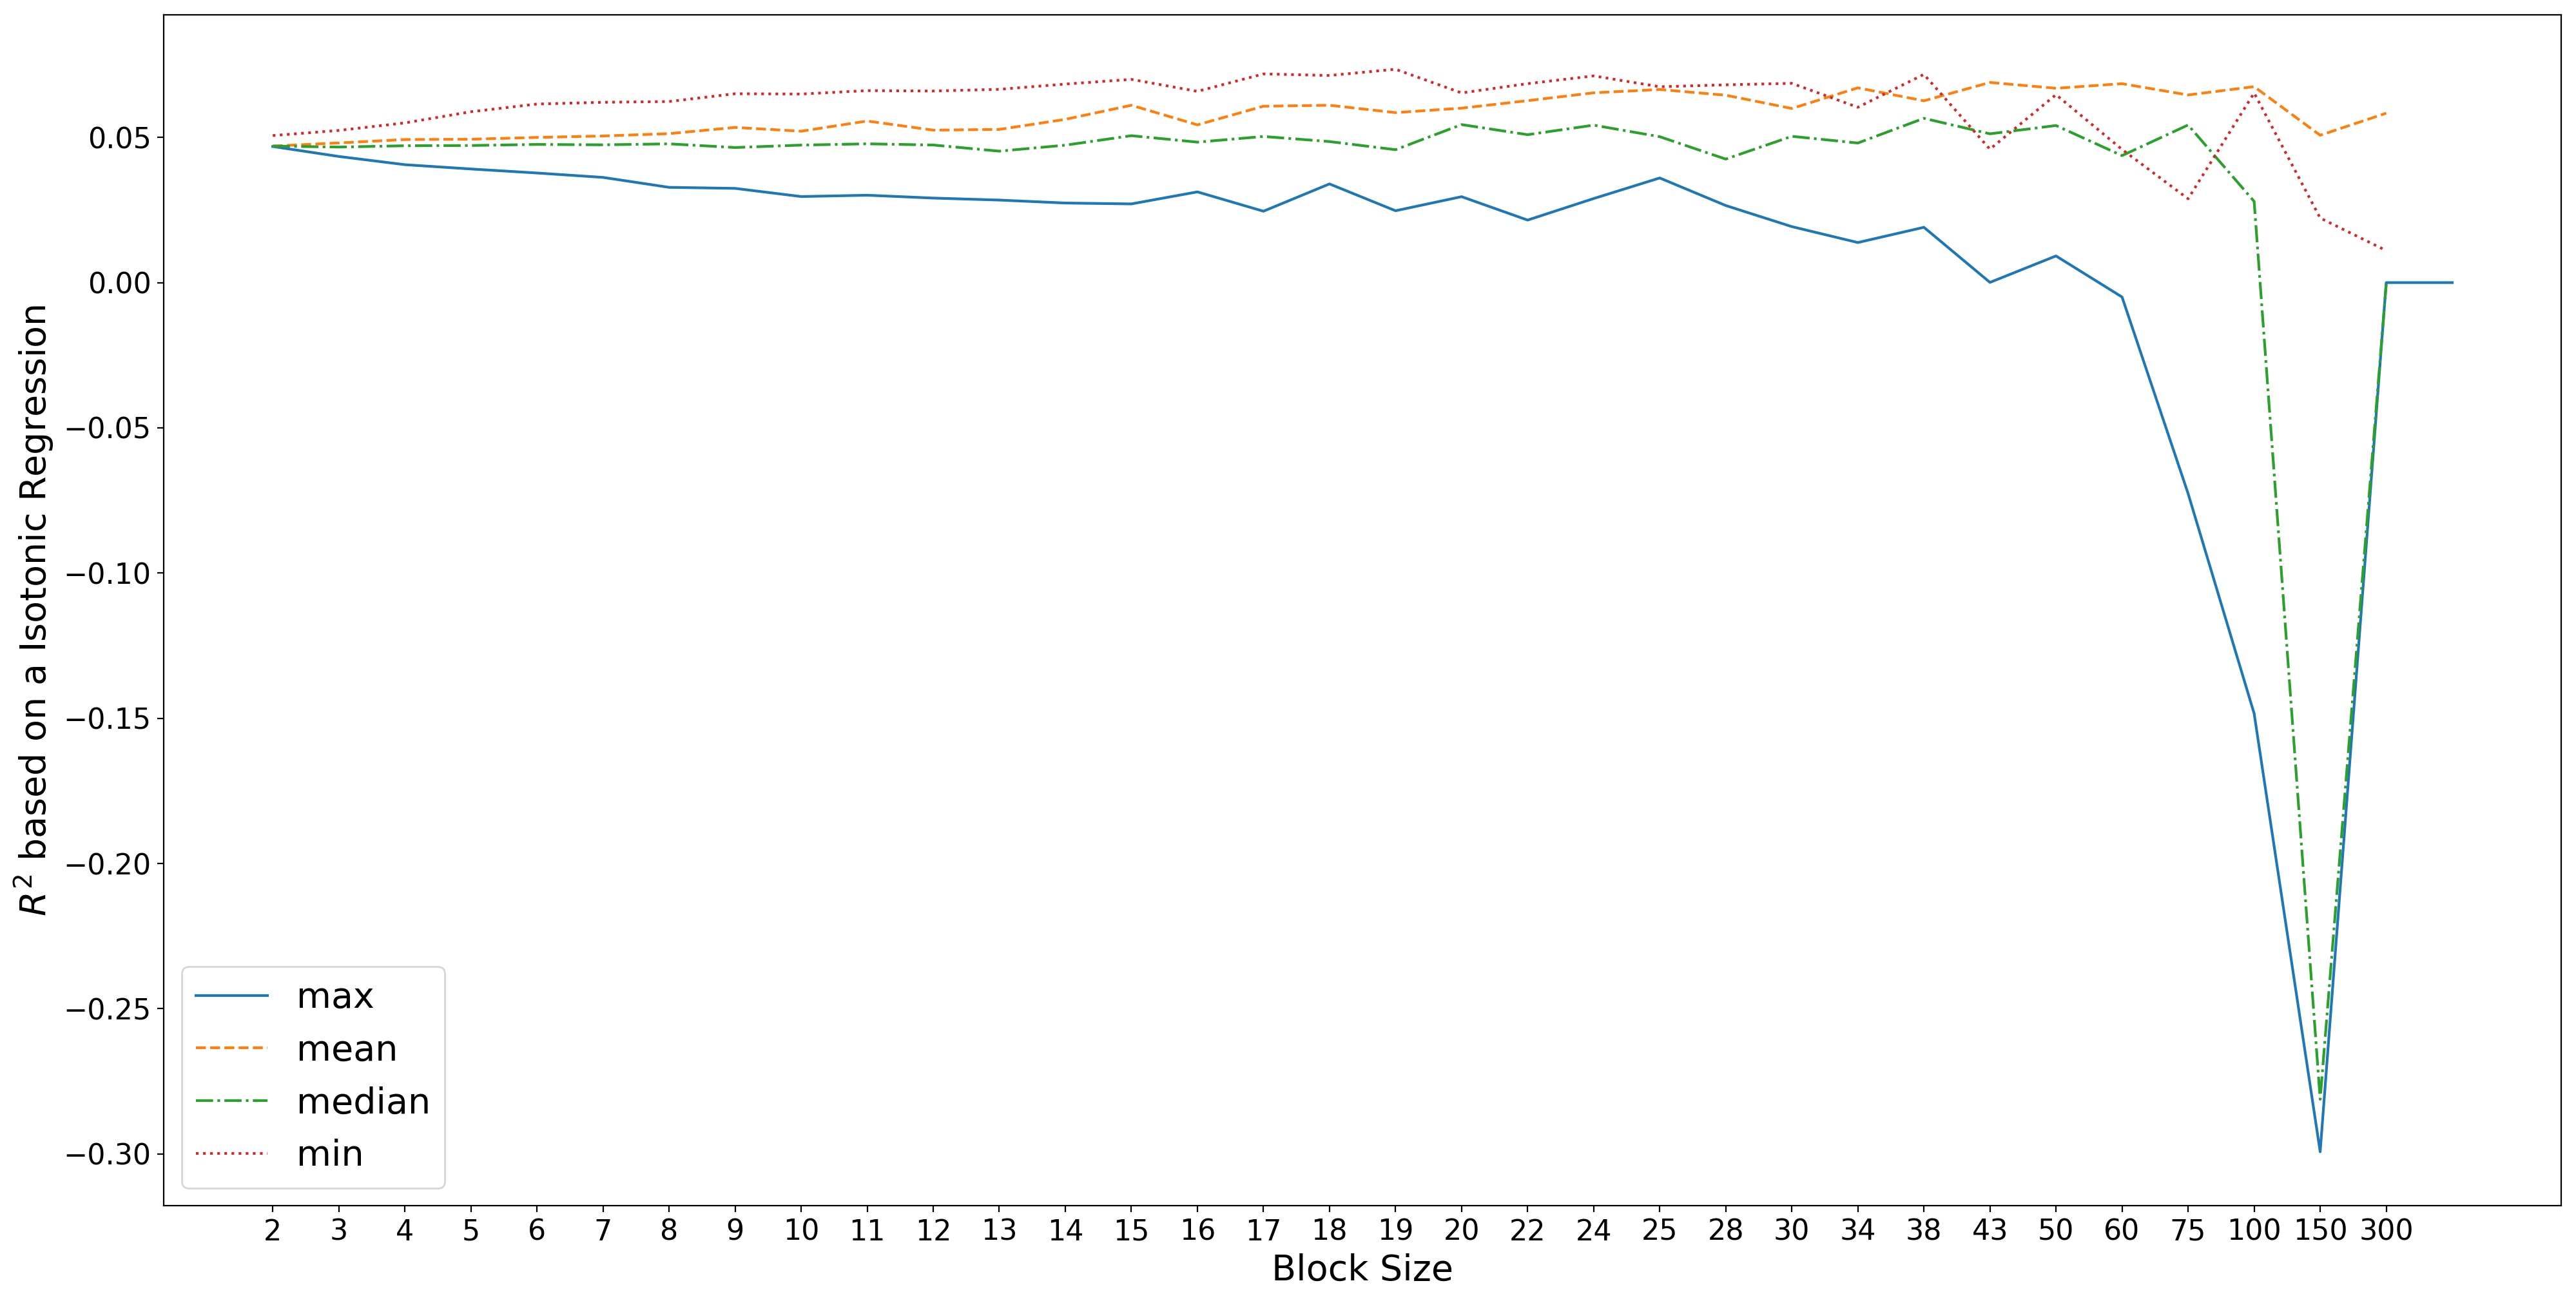 R² based on a Isotonic Regression
0.05
0.00
−0.05
−0.10
−0.15
−0.20
−0.25
−0.30
max
mean
median
min
2 3 4 5 6 7 8 9 10 11 12 13 14 15 16 17 18 19 20 22 24 25 28 30 34 38 43 50 60 75 100 150 300
Block Size